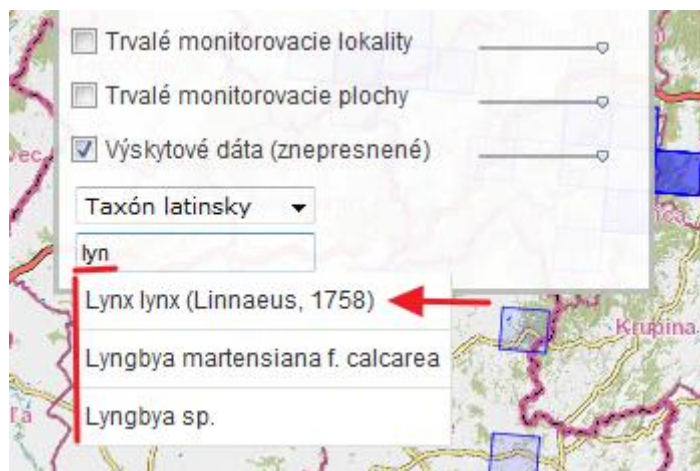 Trvalé monitorovacie lokality
Trvalé monitorovacie plochy
Výskytové dáta (znepresnené)
Taxón latinsky
lyn
Lynx lynx (Linnaeus, 1758)
Krupina
Lyngbya martensiana f. calcarea
Lyngbya sp.